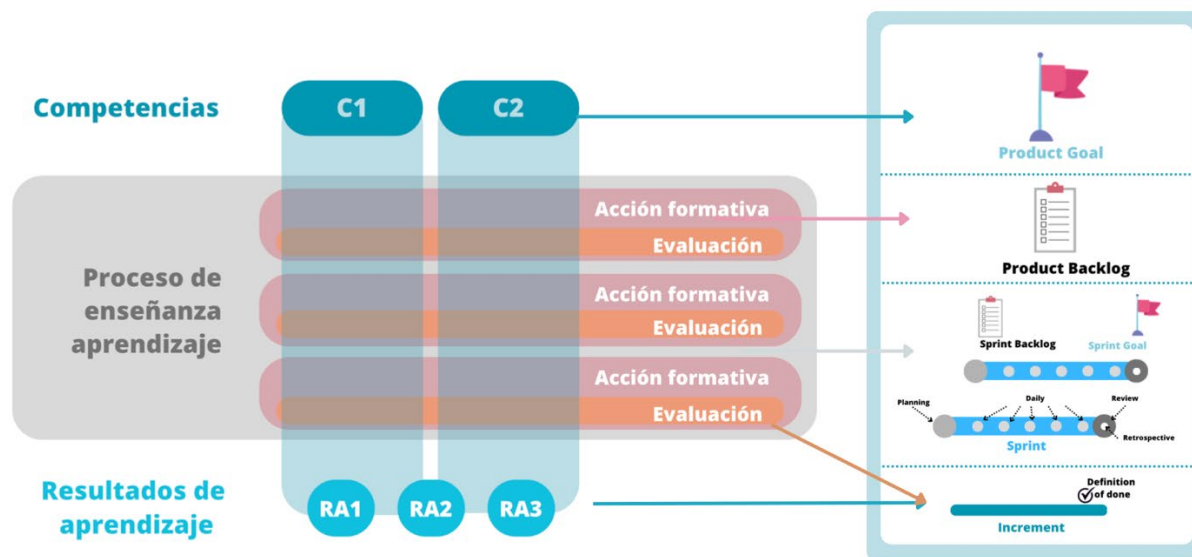 Competencias
C1
C2
Proceso de
enseñanza
aprendizaje
Acción formativa
Evaluación
Acción formativa
Evaluación
Acción formativa
Evaluación
Resultados de
aprendizaje
RA1
RA2
RA3
Product Goal
Product Backlog
Sprint Backlog
Sprint Goal
Planning
Daily
Review
Retrospective
Sprint
Definition
of done
Increment